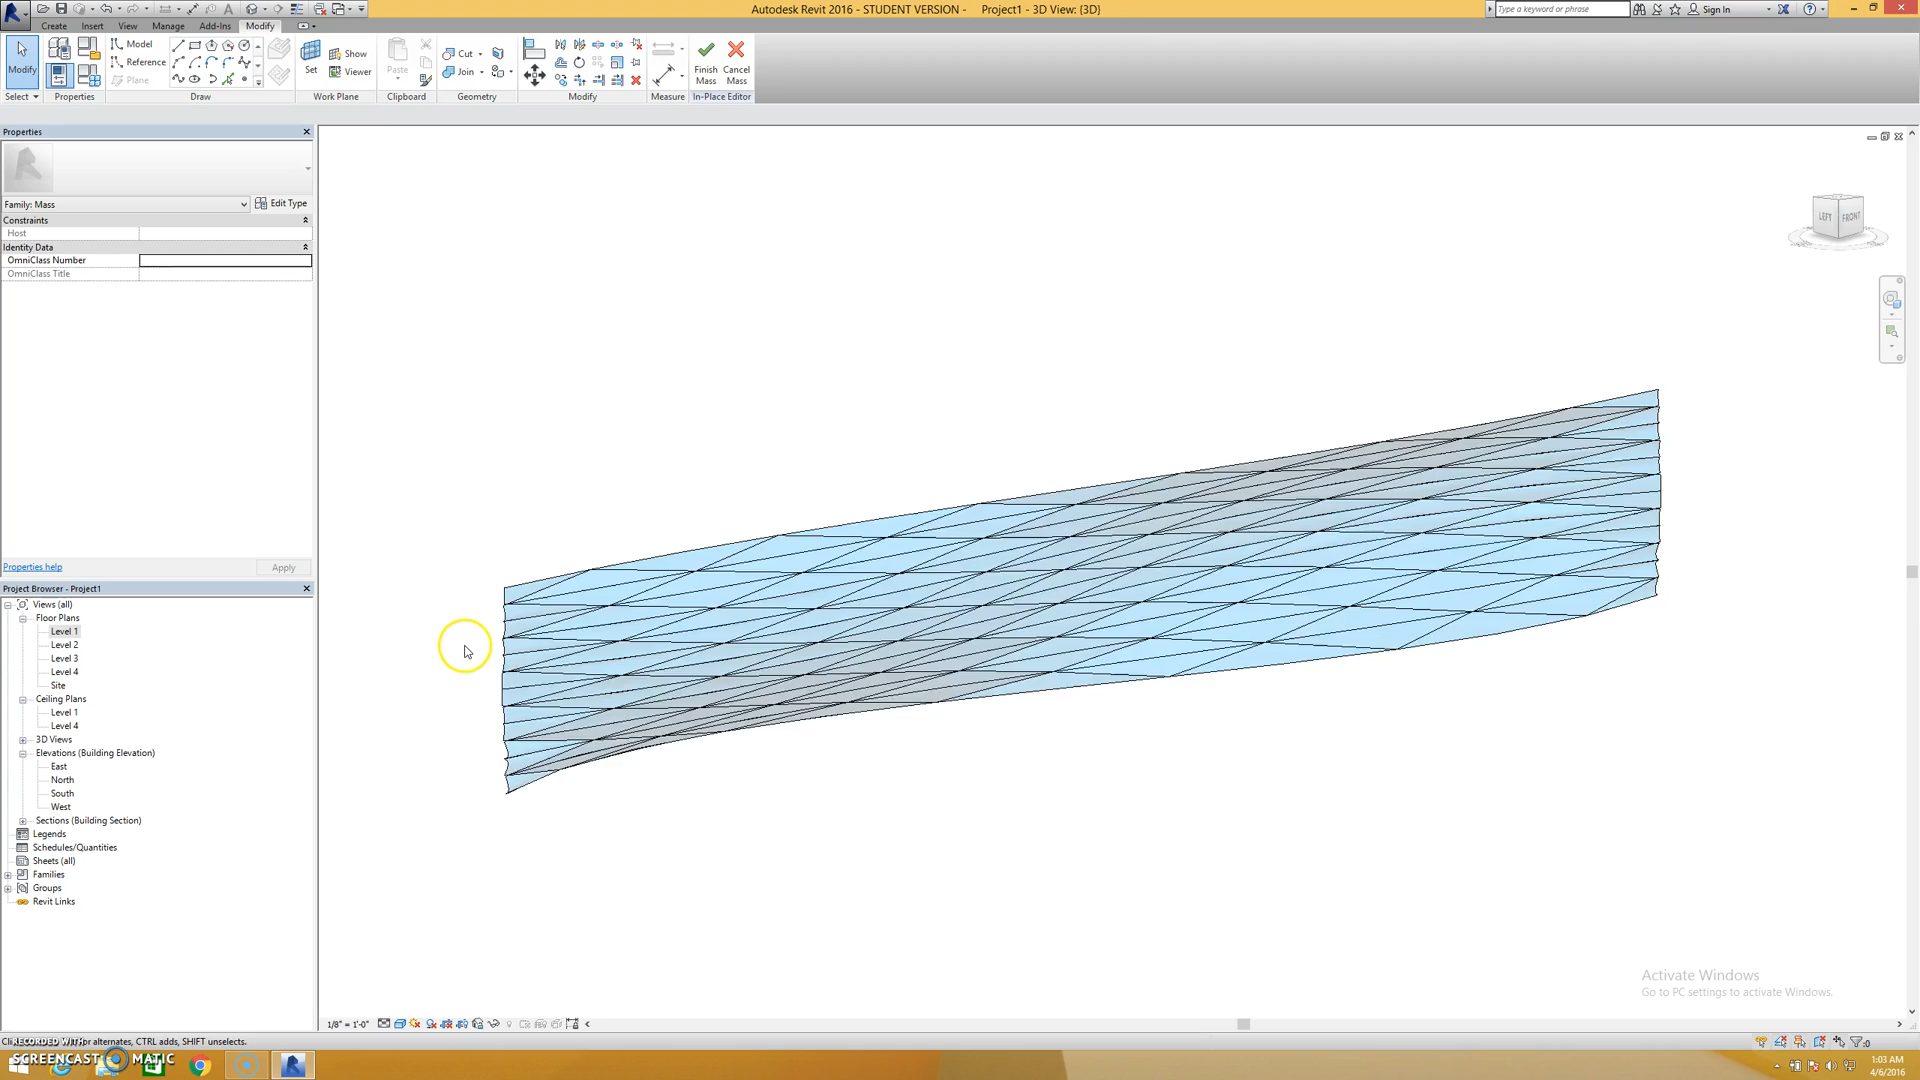 Autodesk Revit 2016 - STUDENT VERSION - Project1 - 3D View: {3D}
Type a keyword or phrase
Sign In
Create Insert View Manage Add-Ins Modify
Modify
Model
Reference
Plane
Set
Show
Viewer
Paste
Cut
Join
Finish Mass
Cancel Mass
Select Properties Draw Work Plane Clipboard Geometry Modify Measure In-Place Editor
Properties
Family: Mass
Edit Type
Constraints
Host
Identity Data
OmniClass Number
OmniClass Title
Properties help
Apply
LEFT FRONT
Project Browser - Project1
Views (all)
Floor Plans
Level 1
Level 2
Level 3
Level 4
Site
Ceiling Plans
Level 1
Level 4
3D Views
Elevations (Building Elevation)
East
North
South
West
Sections (Building Section)
Legends
Schedules/Quantities
Sheets (all)
Families
Groups
Revit Links
Activate Windows
Go to PC settings to activate Windows.
1/8" = 1'-0"
for alternates, CTRL adds, SHIFT unselects.
:0
RECORDED WITH
SCREENCAST MATIC
1:03 AM
4/6/2016